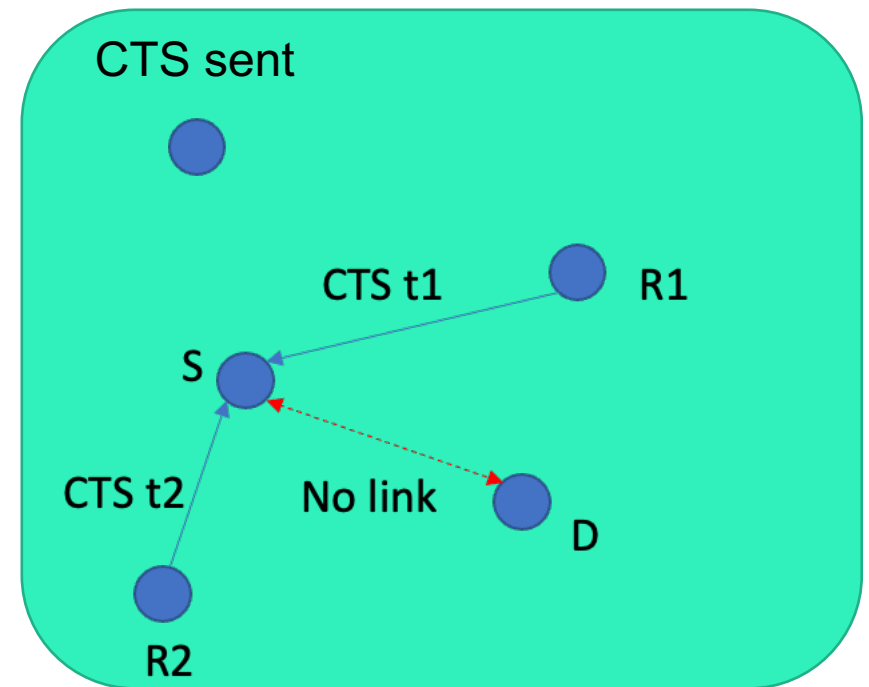 CTS sent
CTS t1
R1
S
CTS t2
No link
D
R2